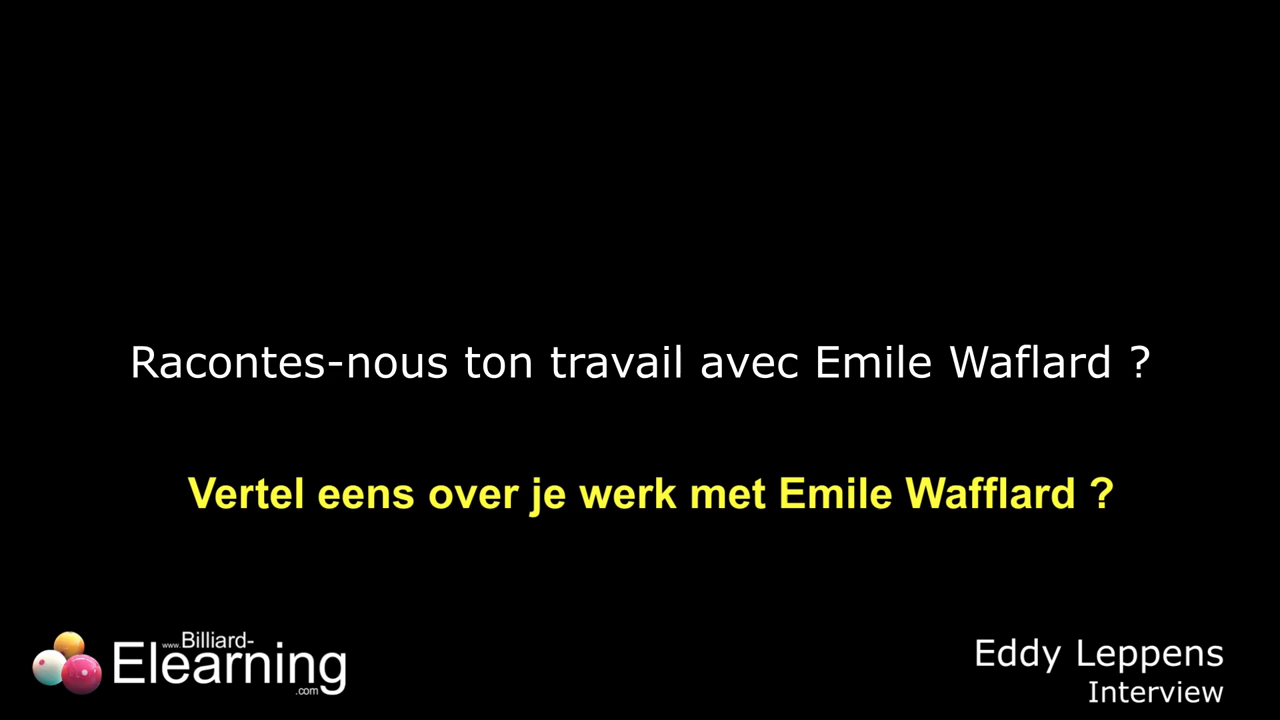 Racontes-nous ton travail avec Emile Waflard ?
Vertel eens over je werk met Emile Wafflard ?
www.Billiard-
Elearning
.com
Eddy Leppens
Interview